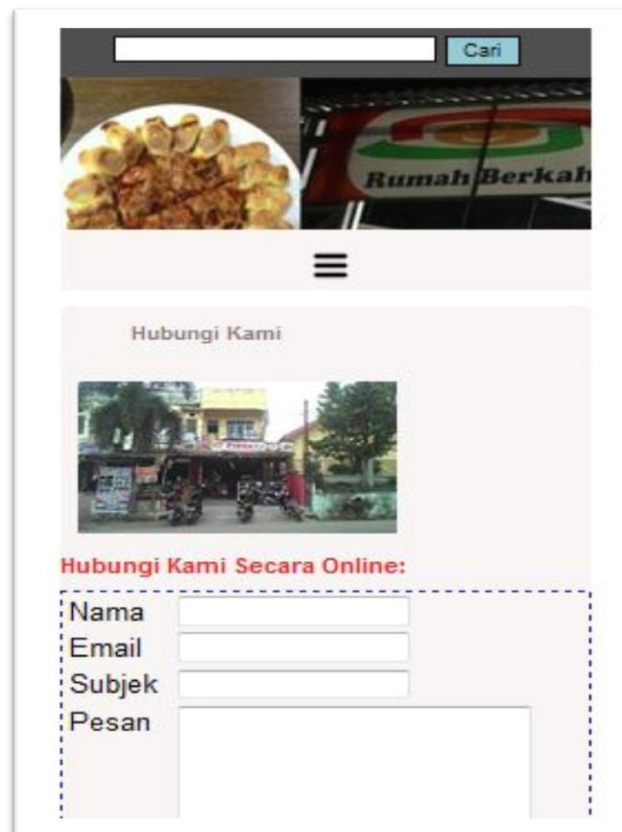 Cari
Rumah Berkah
Hubungi Kami
Hubungi Kami Secara Online:
Nama
Email
Subjek
Pesan